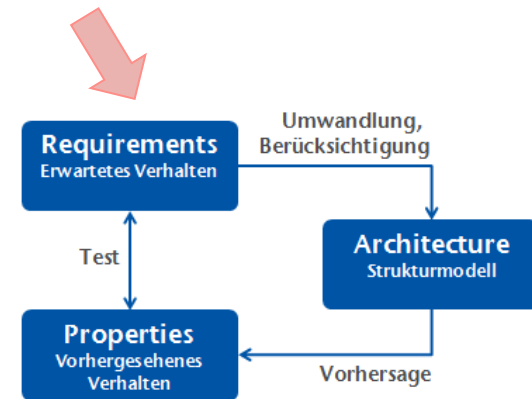 Umwandlung,
Berücksichtigung
Requirements
Erwartetes Verhalten
Test
Architecture
Strukturmodell
Properties
Vorhergesehenes
Verhalten
Vorhersage